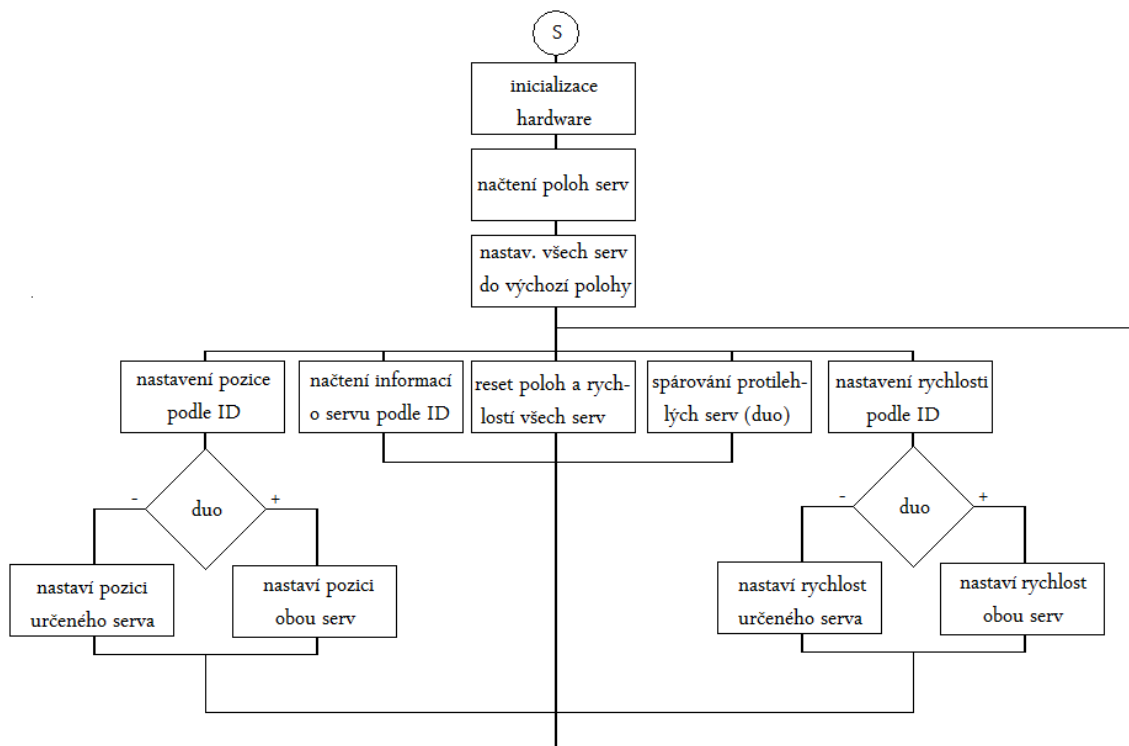 S
inicializace
hardware
načtení poloh serv
nastav. všech serv
do výchozí polohy
nastavení pozice
podle ID
načtení informací
o servu podle ID
reset poloh a rych-
lostí všech serv
spárování protileh-
lých serv (duo)
nastavení rychlosti
podle ID
-
duo
+
-
duo
+
nastaví pozici
určeného serva
nastaví pozici
obou serv
nastaví rychlost
určeného serva
nastaví rychlost
obou serv